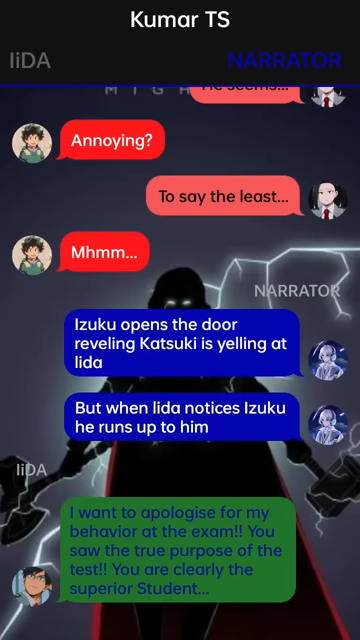 Kumar TS
IiDA
NARRATOR
M I G H
He seems...
Annoying?
To say the least...
Mhmm...
NARRATOR
Izuku opens the door
reveling Katsuki is yelling at
Iida
But when Iida notices Izuku
he runs up to him
IiDA
I want to apologise for my
behavior at the exam!! You
saw the true purpose of the
test!! You are clearly the
superior Student...